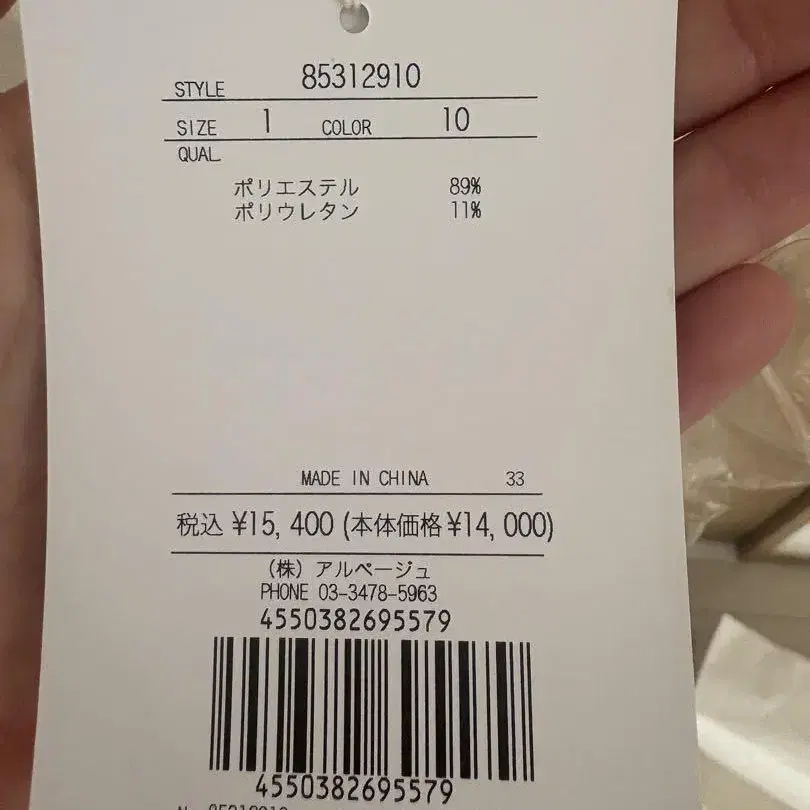 STYLE 85312910
SIZE 1 COLOR 10
QUAL
ポリエステル 89%
ポリウレタン 11%
MADE IN CHINA 33
税込 ¥15,400 (本体価格¥14,000)
(株) アルページュ
PHONE 03-3478-5963
4550382695579
4550382695579